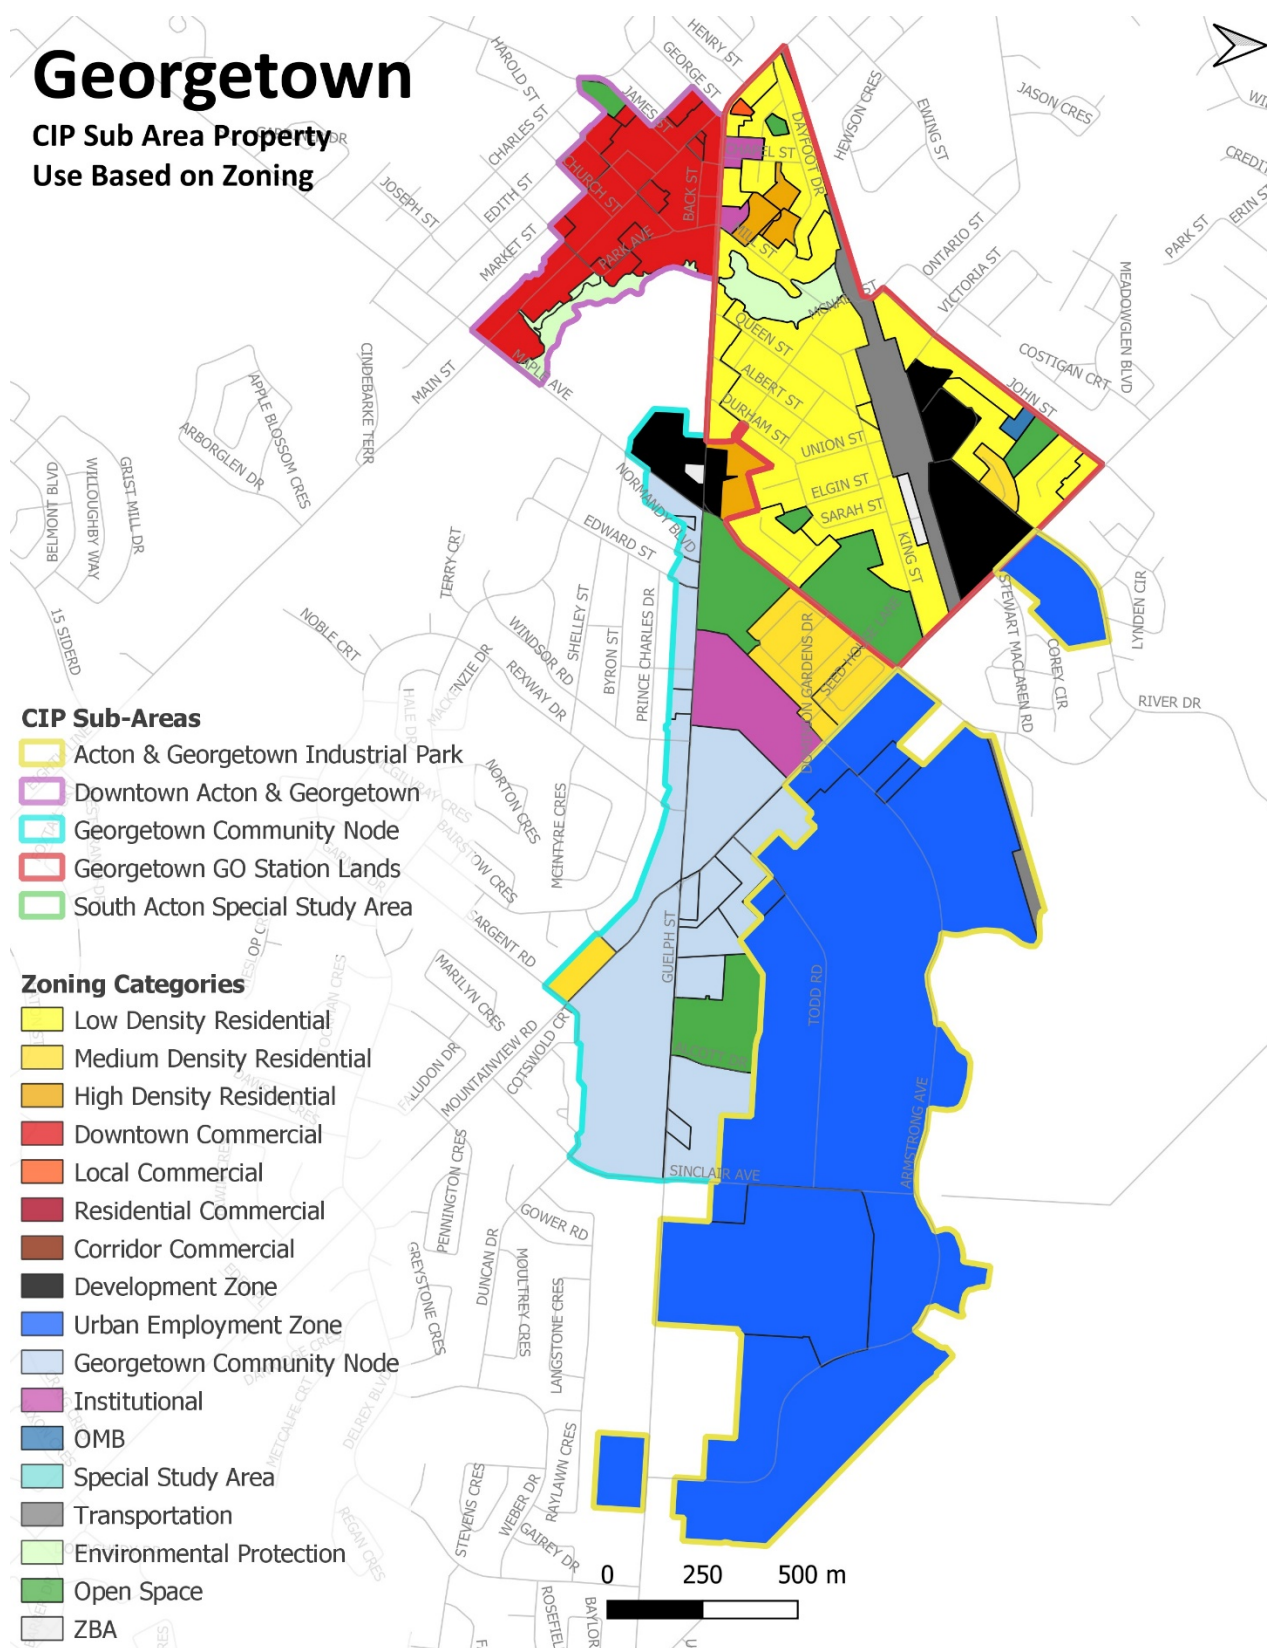 Georgetown
CIP Sub Area Property
Use Based on Zoning
HENRY ST
GEORGE ST
HAROLD ST
JAMES ST
CHARLES ST
JOSEPH ST
EDITH ST
MARKET ST
CHURCH ST
BACK ST
PARK AVE
MAIN ST
MAPLE AVE
DAYFOOT DR
HEWSON CRES
EWING ST
JASON CRES
ONTARIO ST
VICTORIA ST
PARK ST
ERIN S
CREDIT
WI
MEADOWGLEN BLVD
COSTIGAN CRT
JOHN ST
QUEEN ST
ALBERT ST
DURHAM ST
UNION ST
ELGIN ST
SARAH ST
KING ST
CINDEBARKE TERR
APPLE BLOSSOM CRES
ARBORGLEN DR
GRIST MILL DR
WILLOUGHBY WAY
BELMONT BLVD
15 SIDERD
NOBLE CRT
TERRY CRT
NORMANDY BLVD
EDWARD ST
SHELLEY ST
BYRON ST
PRINCE CHARLES DR
WINDSOR RD
REXWAY DR
MACKENZIE DR
HALE DR
STEWART MACLAREN RD
COREY CIR
LYNDEN CIR
RIVER DR
CIP Sub-Areas
Acton & Georgetown Industrial Park
Downtown Acton & Georgetown
Georgetown Community Node
Georgetown GO Station Lands
South Acton Special Study Area
NORTON CRES
MCINTYRE CRES
BAIRSTOW CRES
SARGENT RD
GUELPH ST
MARILYN CRES
MOUNTAINVIEW RD
COTSWOLD CR
FALUDON DR
TODD RD
ARMSTRONG AVE
SINCLAIR AVE
Zoning Categories
Low Density Residential
Medium Density Residential
High Density Residential
Downtown Commercial
Local Commercial
Residential Commercial
Corridor Commercial
Development Zone
Urban Employment Zone
Georgetown Community Node
Institutional
OMB
Special Study Area
Transportation
Environmental Protection
Open Space
ZBA
PENNINGTON CRES
GOWER RD
DUNCAN DR
MOULTREY CRES
LANGSTONE CRES
GREYSTONE CRES
METCALFE CRT
DELREX BLVD
REGAN CRES
STEVENS CRES
WEBER DR
RAYLAWN CRES
GAIREY DR
ROSEFIEL
BAYLOR
0 250 500 m